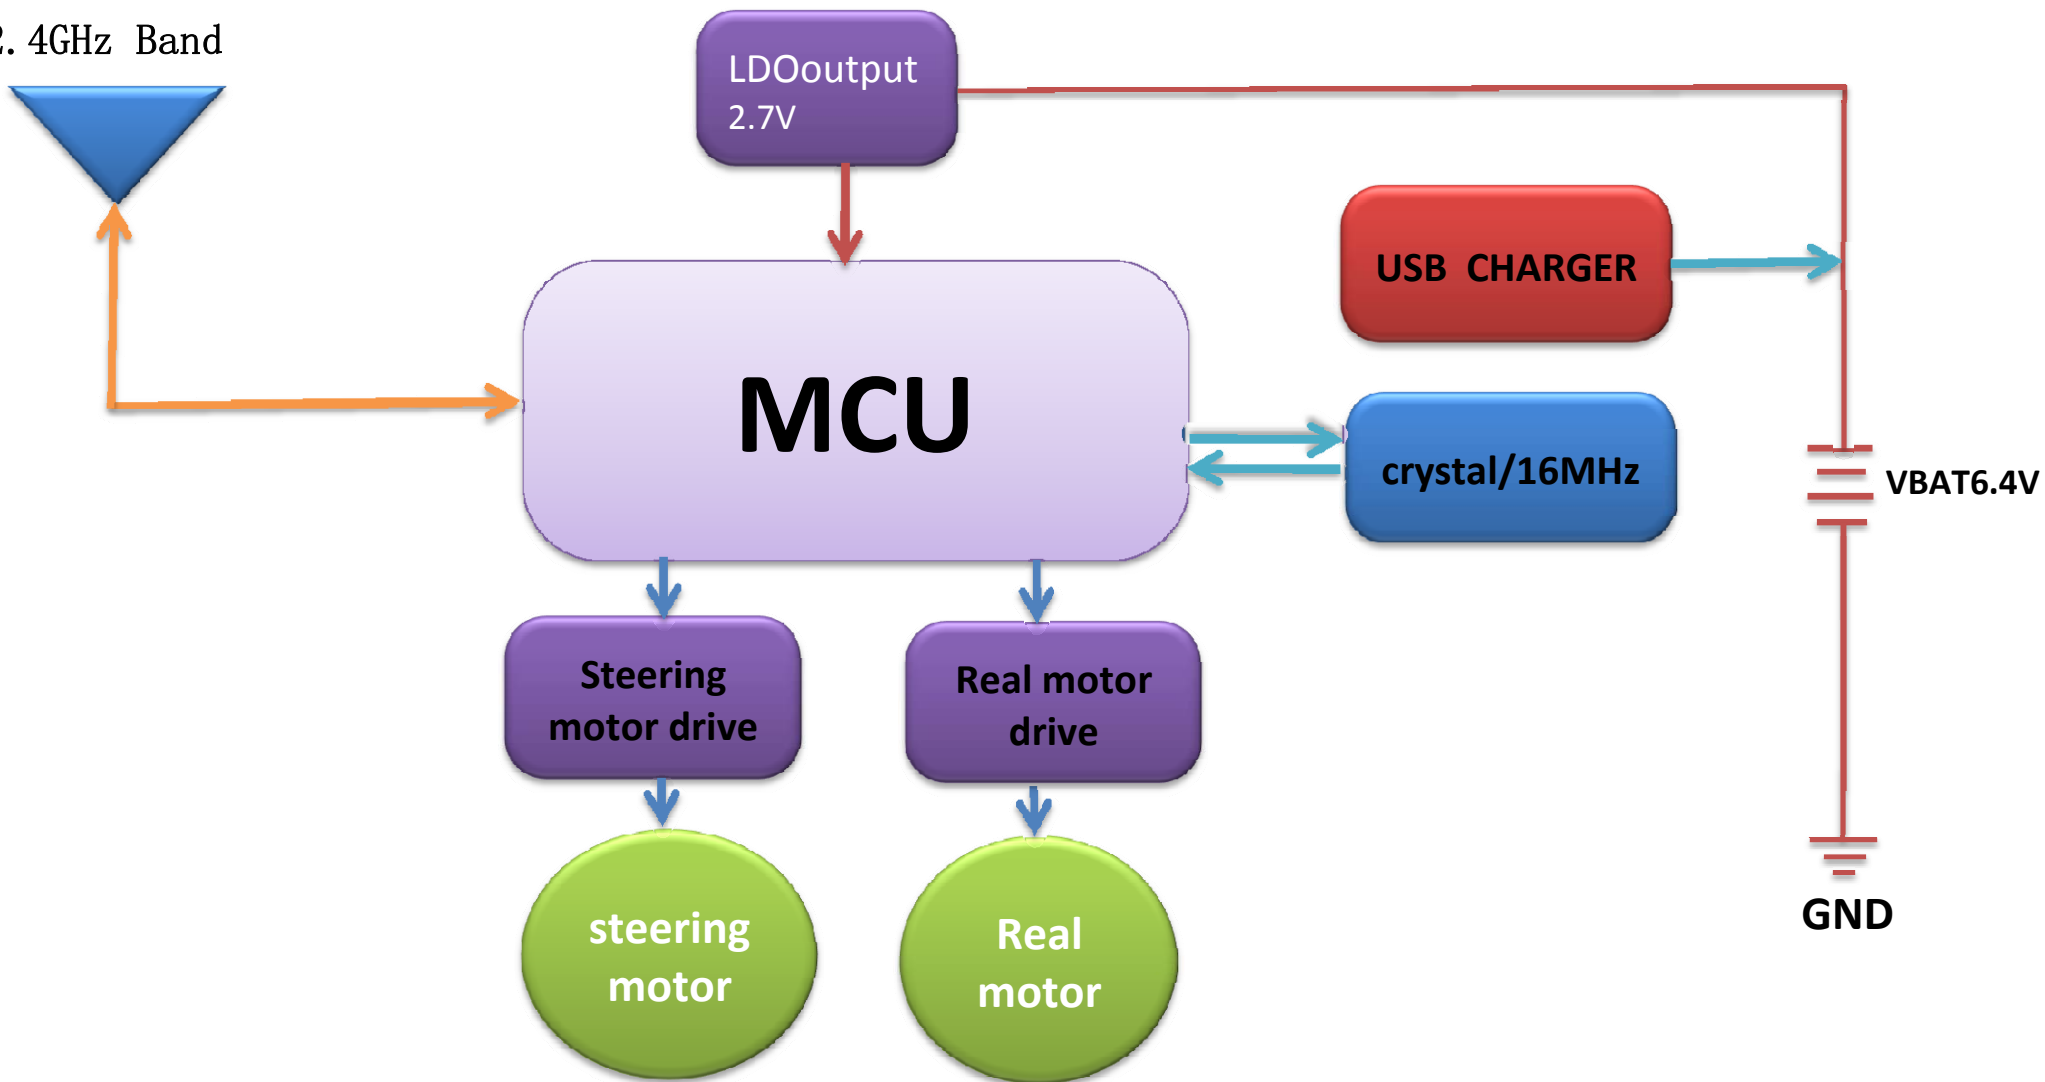 2.4GHz Band
LDOoutput
2.7V
USB CHARGER
MCU
crystal/16MHz
VBAT6.4V
Steering
motor drive
Real motor
drive
steering
motor
Real
motor
GND